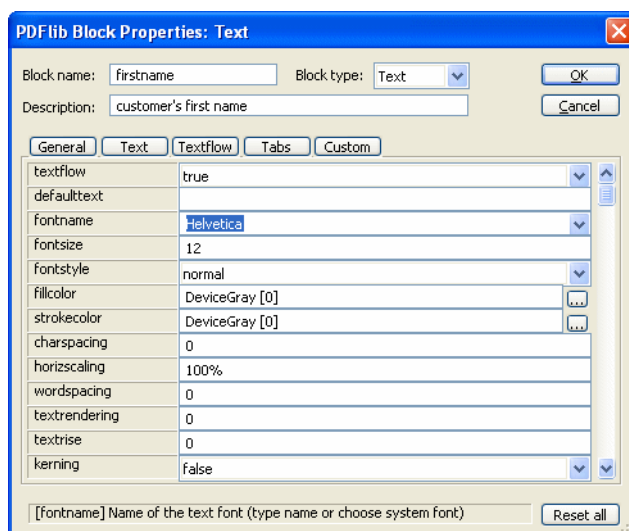 PDFlib Block Properties: Text
Block name: firstname Block type: Text OK
Description: customer's first name Cancel
General Text Textflow Tabs Custom
textflow true
defaulttext
fontname Helvetica
fontsize 12
fontstyle normal
fillcolor DeviceGray [0] ...
strokecolor DeviceGray [0] ...
charspacing 0
horizscaling 100%
wordspacing 0
textrendering 0
textrise 0
kerning false
[fontname] Name of the text font (type name or choose system font) Reset all